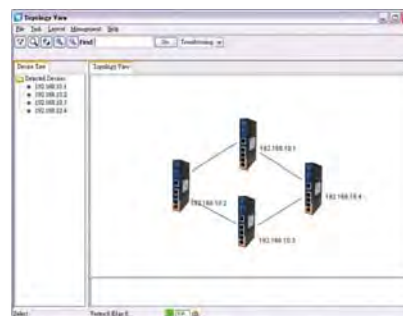 Topology View
File Task Layout Management Help
Find
Device Tree
Topology View
Detected Devices
192.168.10.1
192.168.10.2
192.168.10.3
192.168.10.4
192.168.10.1
192.168.10.2
192.168.10.4
192.168.10.3
Select